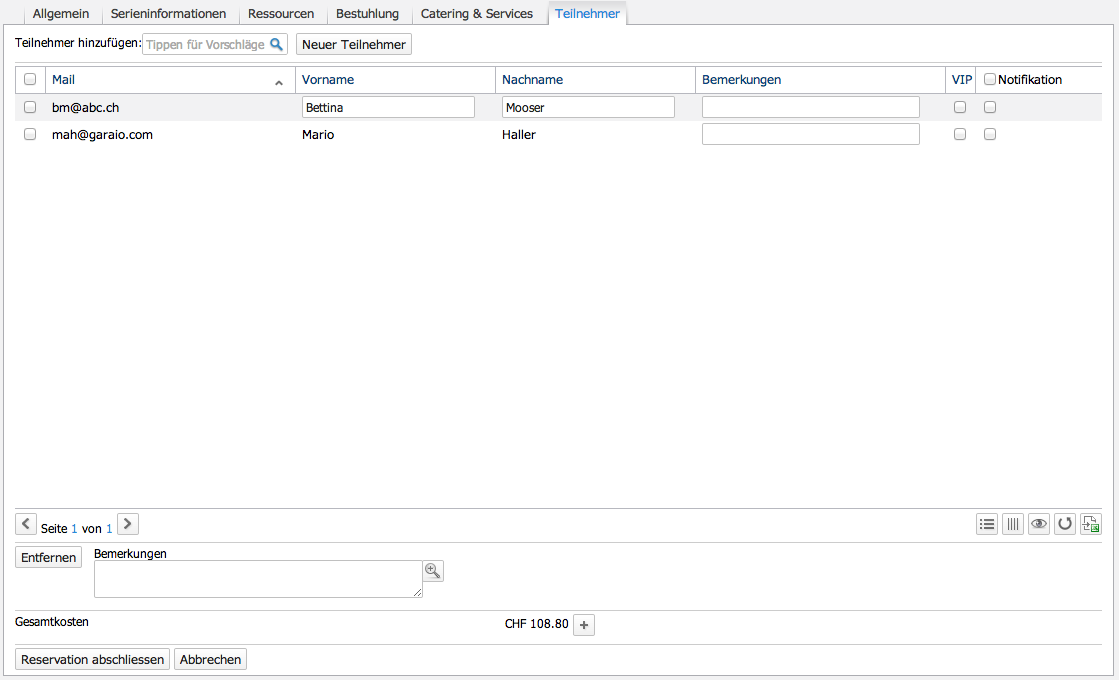 Allgemein Serieninformationen Ressourcen Bestuhlung Catering & Services Teilnehmer
Teilnehmer hinzufügen: Tippen für Vorschläge Neuer Teilnehmer
Mail Vorname Nachname Bemerkungen VIP Notifikation
bm@abc.ch Bettina Mooser
mah@garaio.com Mario Haller
Seite 1 von 1
Entfernen Bemerkungen
Gesamtkosten CHF 108.80 +
Reservation abschliessen Abbrechen